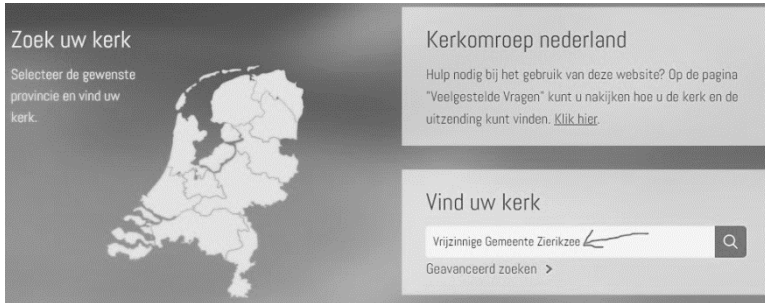 Zoek uw kerk
Selecteer de gewenste
provincie en vind uw
kerk.
Kerkomroep nederland
Hulp nodig bij het gebruik van deze website? Op de pagina
"Veelgestelde Vragen" kunt u nakijken hoe u de kerk en de
uitzending kunt vinden. Klik hier.
Vind uw kerk
Vrijzinnige Gemeente Zierikzee
Geavanceerd zoeken >